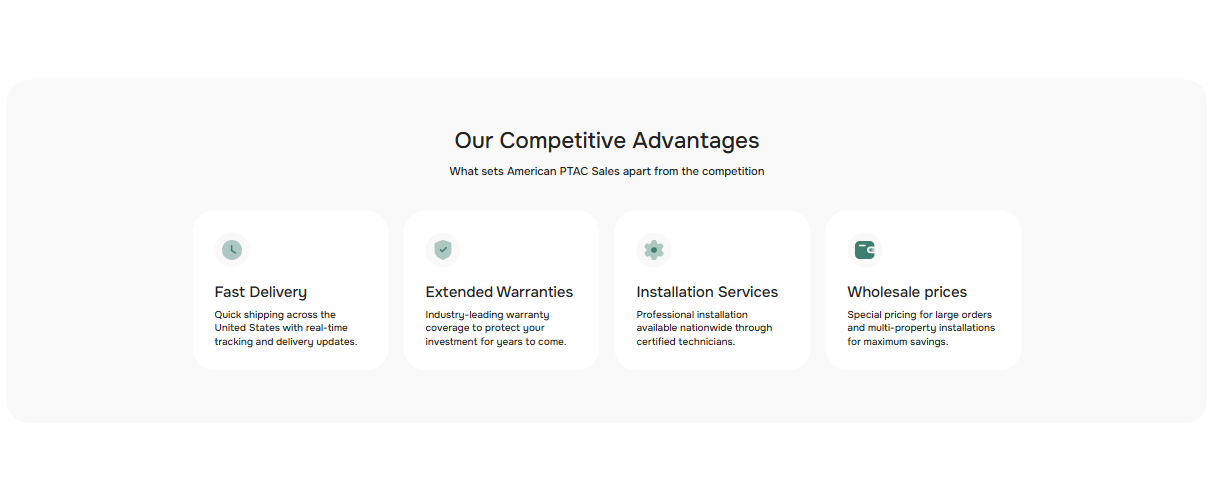 Our Competitive Advantages
What sets American PTAC Sales apart from the competition
Fast Delivery
Quick shipping across the
United States with real-time
tracking and delivery updates.
Extended Warranties
Industry-leading warranty
coverage to protect your
investment for years to come.
Installation Services
Professional installation
available nationwide through
certified technicians.
Wholesale prices
Special pricing for large orders
and multi-property installations
for maximum savings.